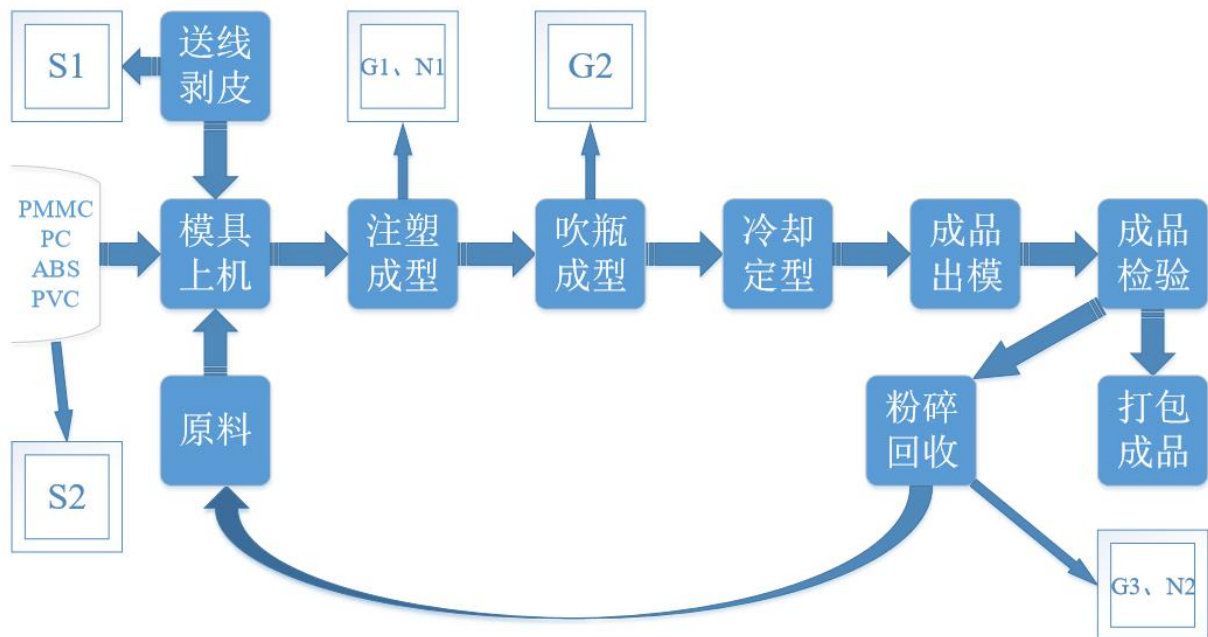 S1
送线
剥皮
G1、N1
G2
PMMC
PC
ABS
PVC
模具
上机
注塑
成型
吹瓶
成型
冷却
定型
成品
出模
成品
检验
原料
粉碎
回收
打包
成品
S2
G3、N2